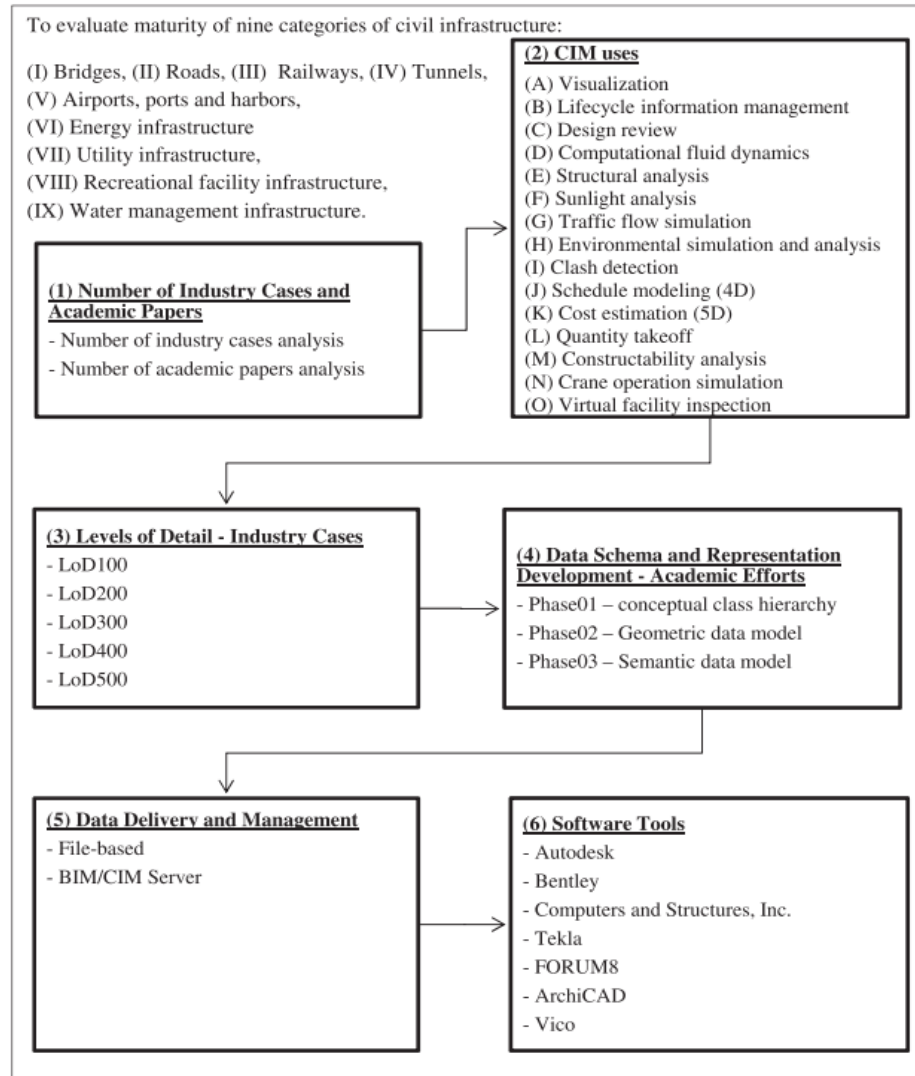 To evaluate maturity of nine categories of civil infrastructure:
(I) Bridges, (II) Roads, (III) Railways, (IV) Tunnels,
(V) Airports, ports and harbors,
(VI) Energy infrastructure
(VII) Utility infrastructure,
(VIII) Recreational facility infrastructure,
(IX) Water management infrastructure.
(1) Number of Industry Cases and
Academic Papers
- Number of industry cases analysis
- Number of academic papers analysis
(2) CIM uses
(A) Visualization
(B) Lifecycle information management
(C) Design review
(D) Computational fluid dynamics
(E) Structural analysis
(F) Sunlight analysis
(G) Traffic flow simulation
(H) Environmental simulation and analysis
(I) Clash detection
(J) Schedule modeling (4D)
(K) Cost estimation (5D)
(L) Quantity takeoff
(M) Constructability analysis
(N) Crane operation simulation
(O) Virtual facility inspection
(3) Levels of Detail - Industry Cases
- LoD100
- LoD200
- LoD300
- LoD400
- LoD500
(4) Data Schema and Representation
Development - Academic Efforts
- Phase01 – conceptual class hierarchy
- Phase02 – Geometric data model
- Phase03 – Semantic data model
(5) Data Delivery and Management
- File-based
- BIM/CIM Server
(6) Software Tools
- Autodesk
- Bentley
- Computers and Structures, Inc.
- Tekla
- FORUM8
- ArchiCAD
- Vico